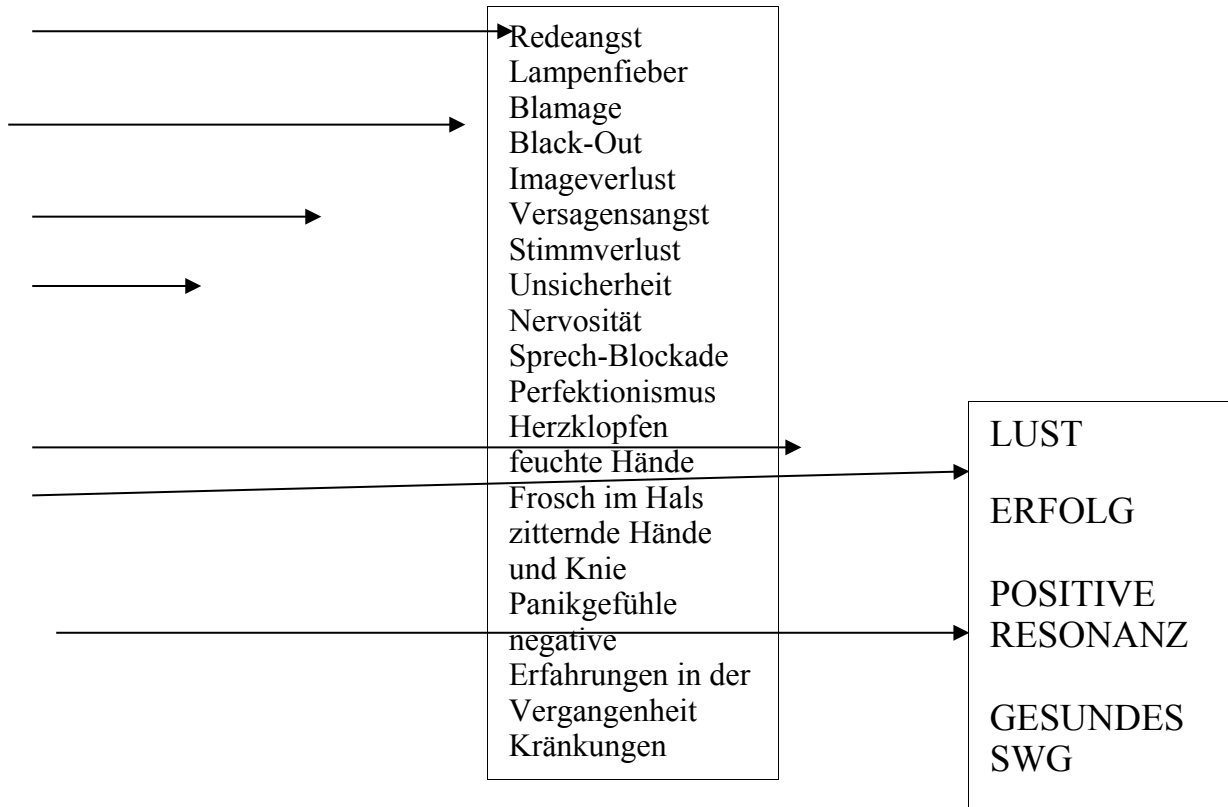 Redeangst
Lampenfieber
Blamage
Black-Out
Imageverlust
Versagensangst
Stimmverlust
Unsicherheit
Nervosität
Sprech-Blockade
Perfektionismus
Herzklopfen
feuchte Hände
Frosch im Hals
zitternde Hände
und Knie
Panikgefühle
negative
Erfahrungen in der
Vergangenheit
Kränkungen
LUST
ERFOLG
POSITIVE
RESONANZ
GESUNDES
SWG